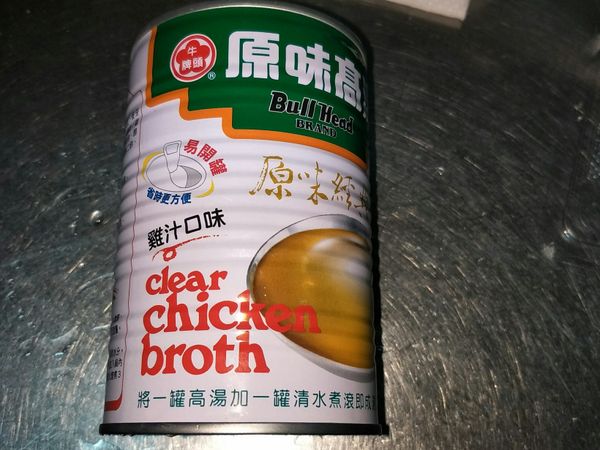 牛頭牌
®
原味高
Bull Head
BRAND
易開罐
省時更方便
原味經
雞汁口味
clear
chicken
broth
將一罐高湯加一罐清水煮滾即成